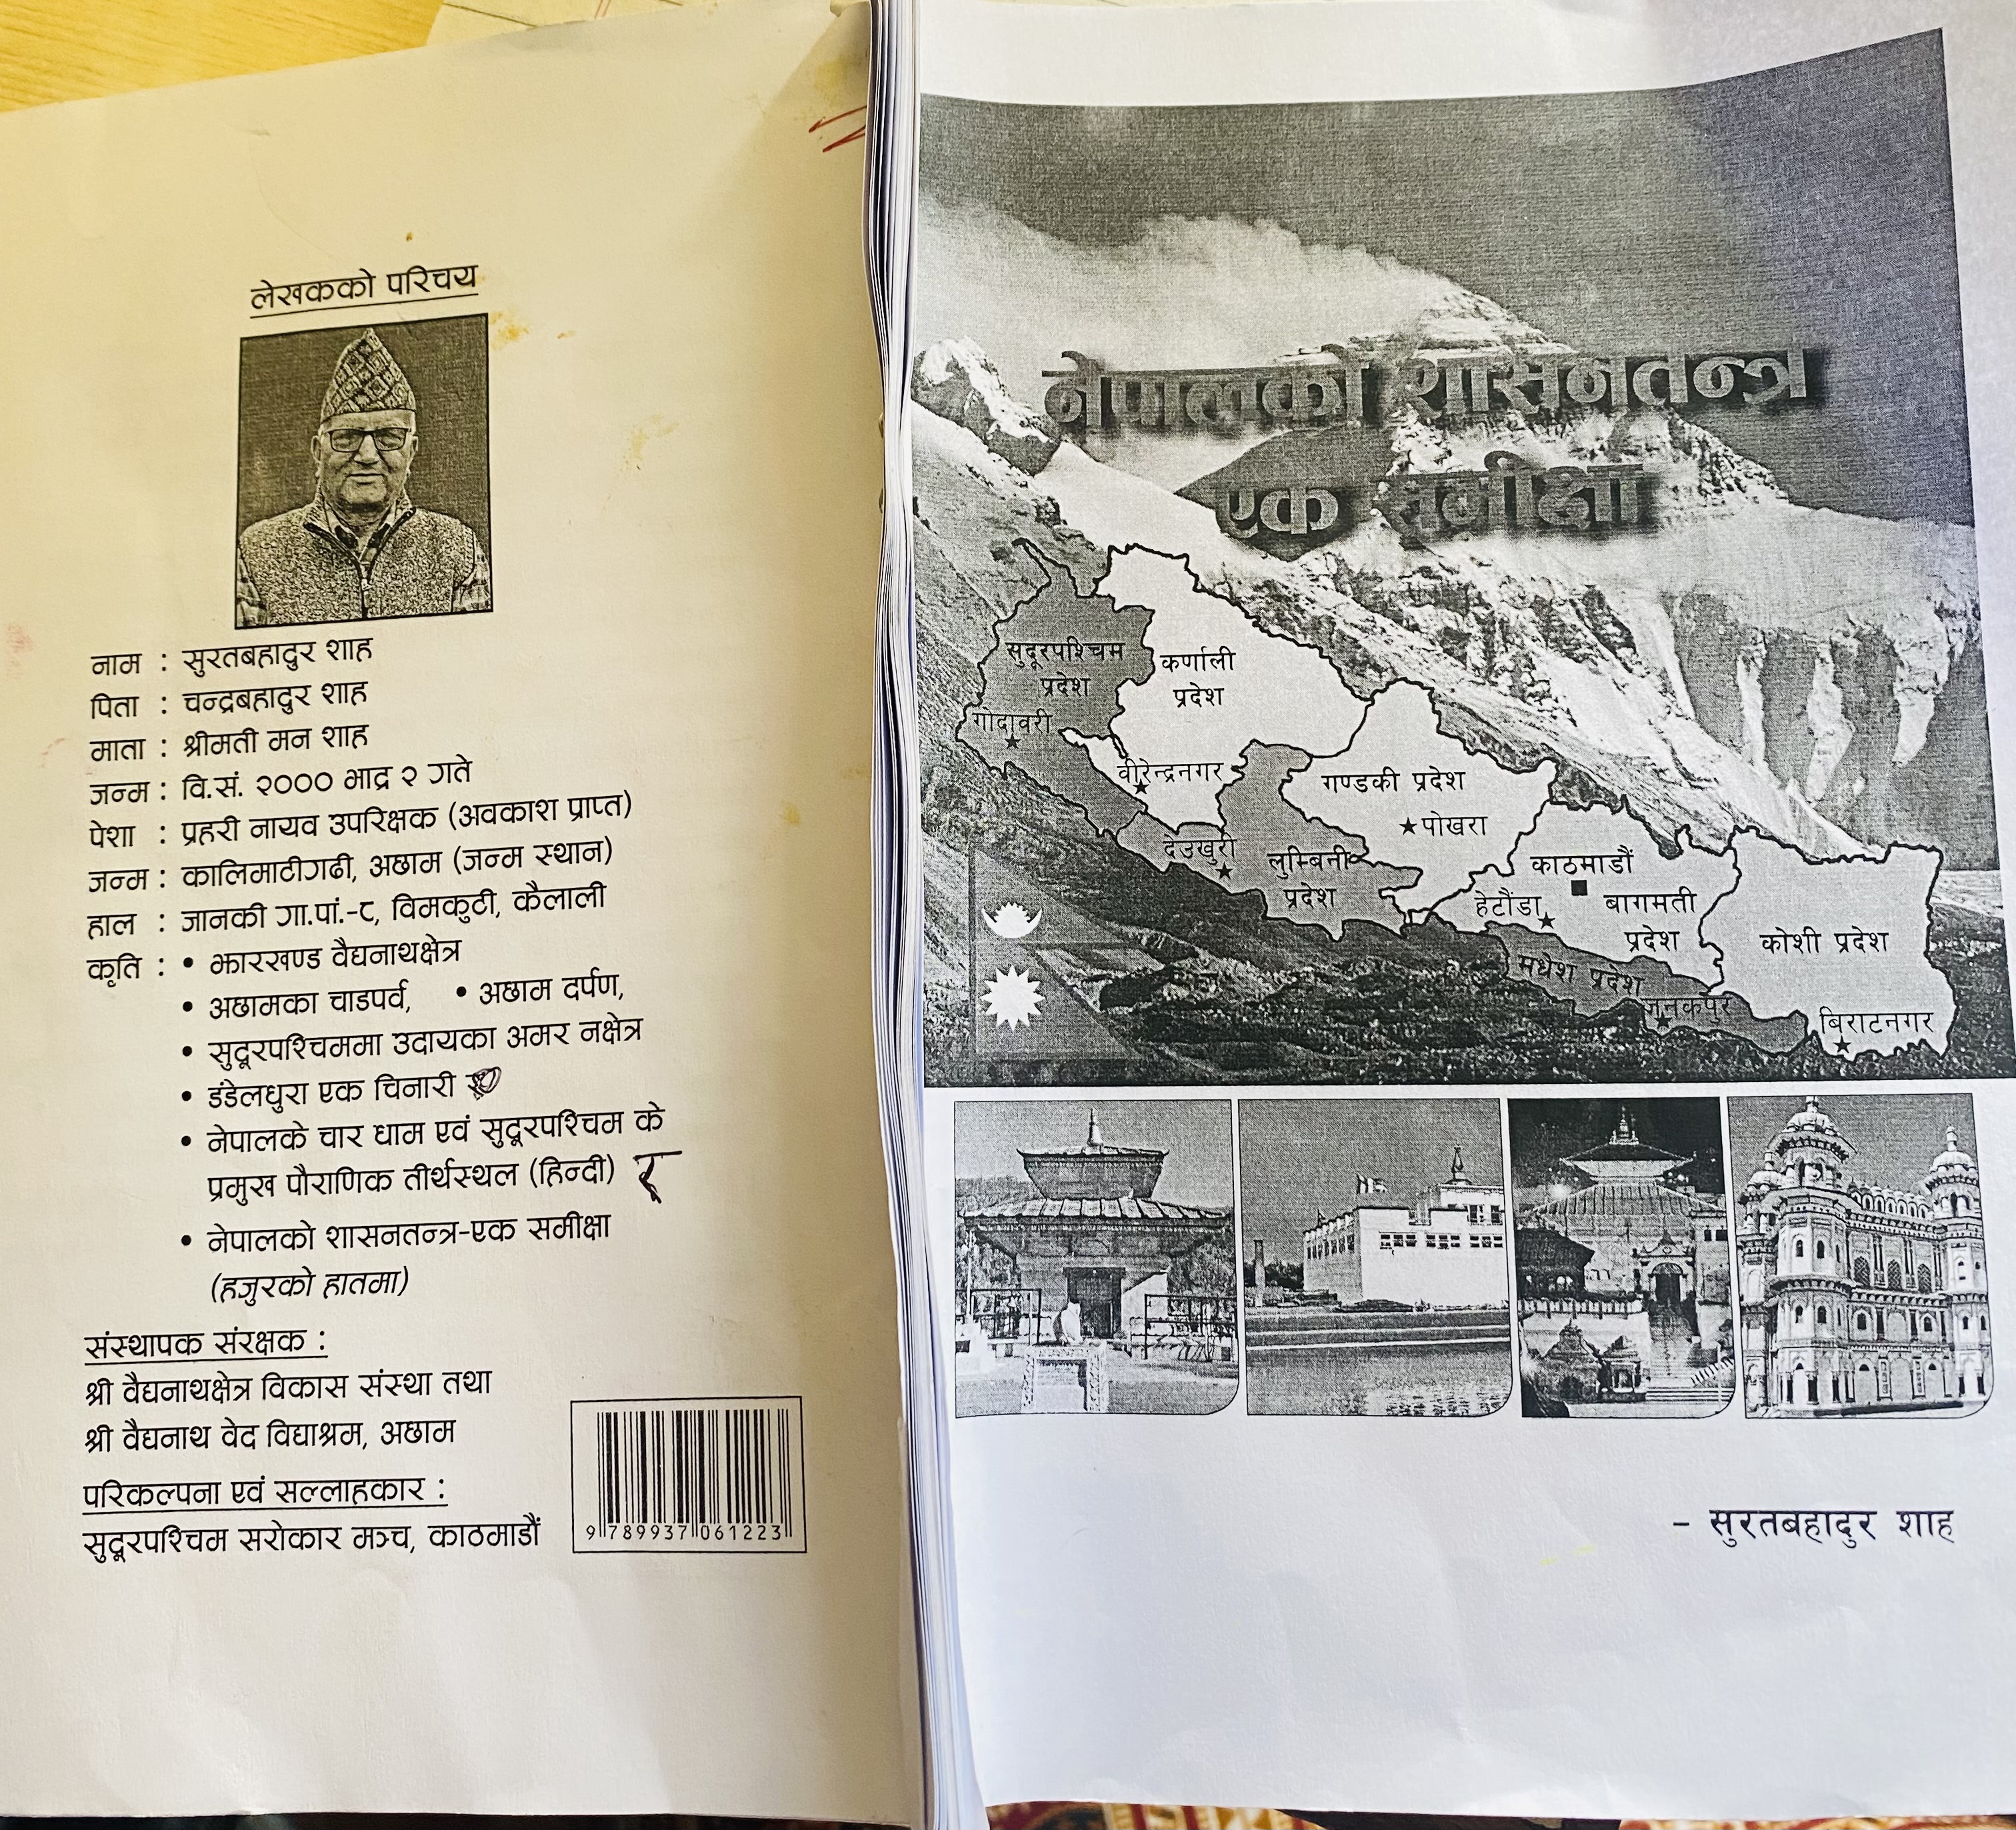 लेखकको परिचय
नाम : सुरतबहादुर शाह
पिता : चन्द्रबहादुर शाह
माता : श्रीमती मन शाह
जन्म : वि.सं. २००० भाद्र २ गते
पेशा : प्रहरी नायव उपरिक्षक (अवकाश प्राप्त)
जन्म : कालिमाटीगढी, अछाम (जन्म स्थान)
हाल : जानकी गा.पां.-८, विमकुटी, कैलाली
कृति : • झारखण्ड वैद्यनाथक्षेत्र
• अछामका चाडपर्व, • अछाम दर्पण,
• सुदूरपश्चिममा उदायका अमर नक्षेत्र
• डंडेलधुरा एक चिनारी
• नेपालके चार धाम एवं सुदूरपश्चिम के
प्रमुख पौराणिक तीर्थस्थल (हिन्दी) र
• नेपालको शासनतन्त्र-एक समीक्षा
(हजुरको हातमा)
संस्थापक संरक्षक :
श्री वैद्यनाथक्षेत्र विकास संस्था तथा
श्री वैद्यनाथ वेद विद्याश्रम, अछाम
परिकल्पना एवं सल्लाहकार :
सुदूरपश्चिम सरोकार मञ्च, काठमाडौं
9 789937 061223
नेपालको शासनतन्त्र
एक समीक्षा
सुदूरपश्चिम
प्रदेश
गोदावरी
कर्णाली
प्रदेश
वीरेन्द्रनगर
गण्डकी प्रदेश
पोखरा
देउखुरी
लुम्बिनी
प्रदेश
काठमाडौं
हेटौंडा
बागमती
प्रदेश
कोशी प्रदेश
मधेश प्रदेश
जनकपुर
बिराटनगर
- सुरतबहादुर शाह